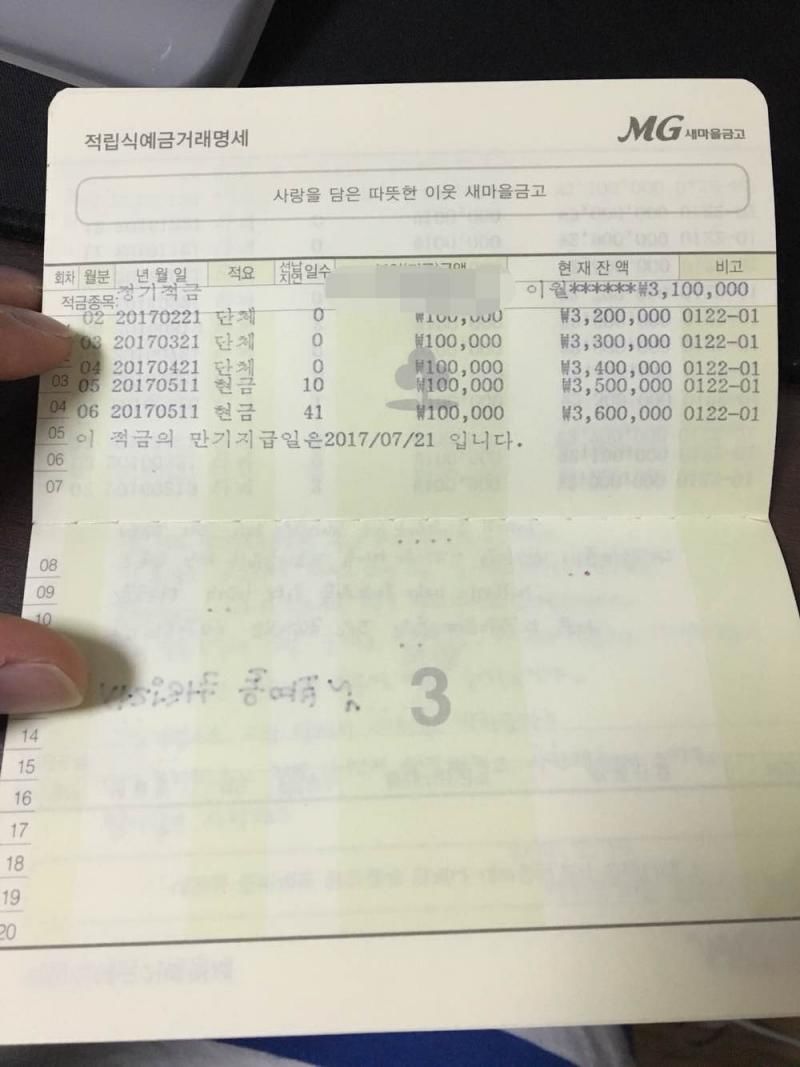 적립식예금거래명세
MG 새마을금고
사랑을 담은 따뜻한 이웃 새마을금고
회차 월분 년월일 적요 선납 지연 일수 금액 현재잔액 비고
적금종목: 정기적금 이월******₩3,100,000
02 20170221 단체 0 ₩100,000 ₩3,200,000 0122-01
03 20170321 단체 0 ₩100,000 ₩3,300,000 0122-01
04 20170421 단체 0 ₩100,000 ₩3,400,000 0122-01
03 05 20170511 현금 10 ₩100,000 ₩3,500,000 0122-01
04 06 20170511 현금 41 ₩100,000 ₩3,600,000 0122-01
05 이 적금의 만기지급일은2017/07/21 입니다.
06
07
08
09
10
3
14
15
16
17
18
19
20